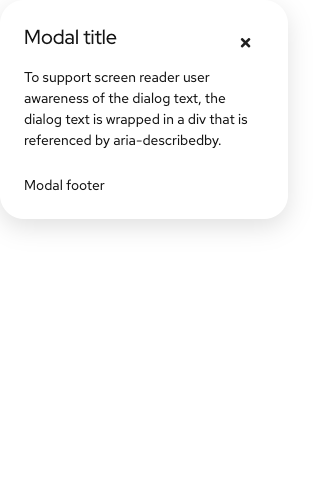 Modal title
To support screen reader user
awareness of the dialog text, the
dialog text is wrapped in a div that is
referenced by aria-describedby.
Modal footer